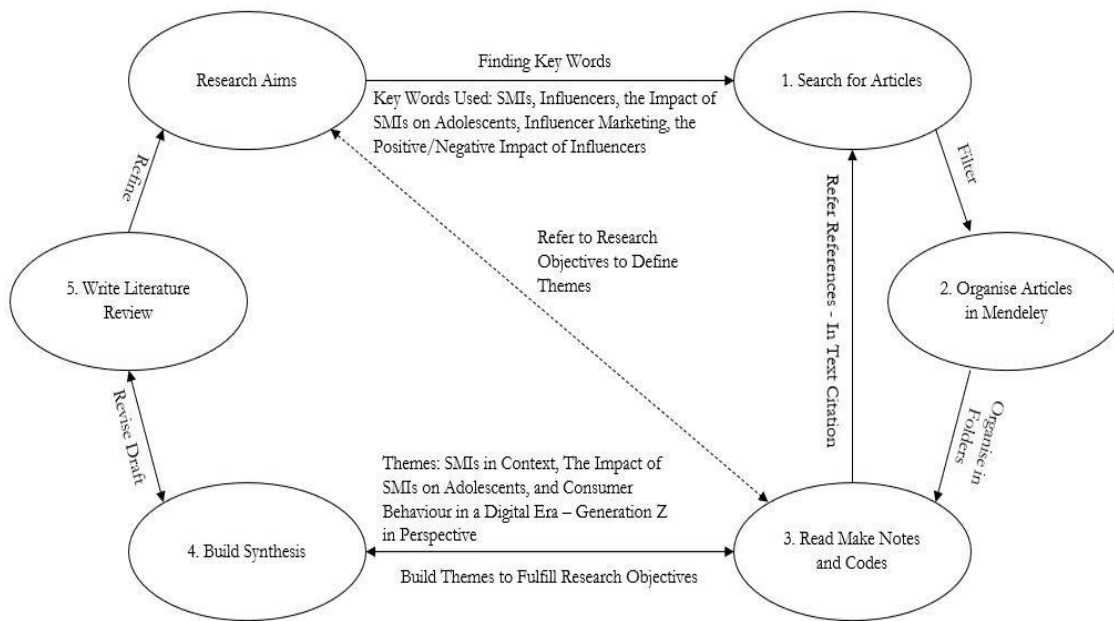 Research Aims
Finding Key Words
Key Words Used: SMIs, Influencers, the Impact of
SMIs on Adolescents, Influencer Marketing, the
Positive/Negative Impact of Influencers
1. Search for Articles
Filter
Refine
Refer to Research
Objectives to Define
Themes
Refer References - In Text Citation
2. Organise Articles
in Mendeley
5. Write Literature
Review
Organise in
Folders
Revise Draft
Themes: SMIs in Context, The Impact of
SMIs on Adolescents, and Consumer
Behaviour in a Digital Era – Generation Z
in Perspective
4. Build Synthesis
Build Themes to Fulfill Research Objectives
3. Read Make Notes
and Codes